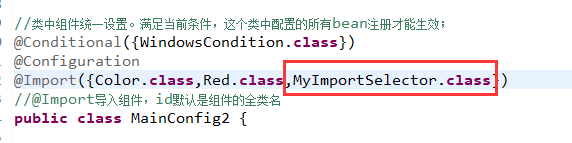 //类中组件统一设置。满足当前条件，这个类中配置的所有bean注册才能生效；
@Conditional({WindowsCondition.class})
@Configuration
@Import({Color.class,Red.class,MyImportSelector.class})
//@Import导入组件，id默认是组件的全类名
public class MainConfig2 {